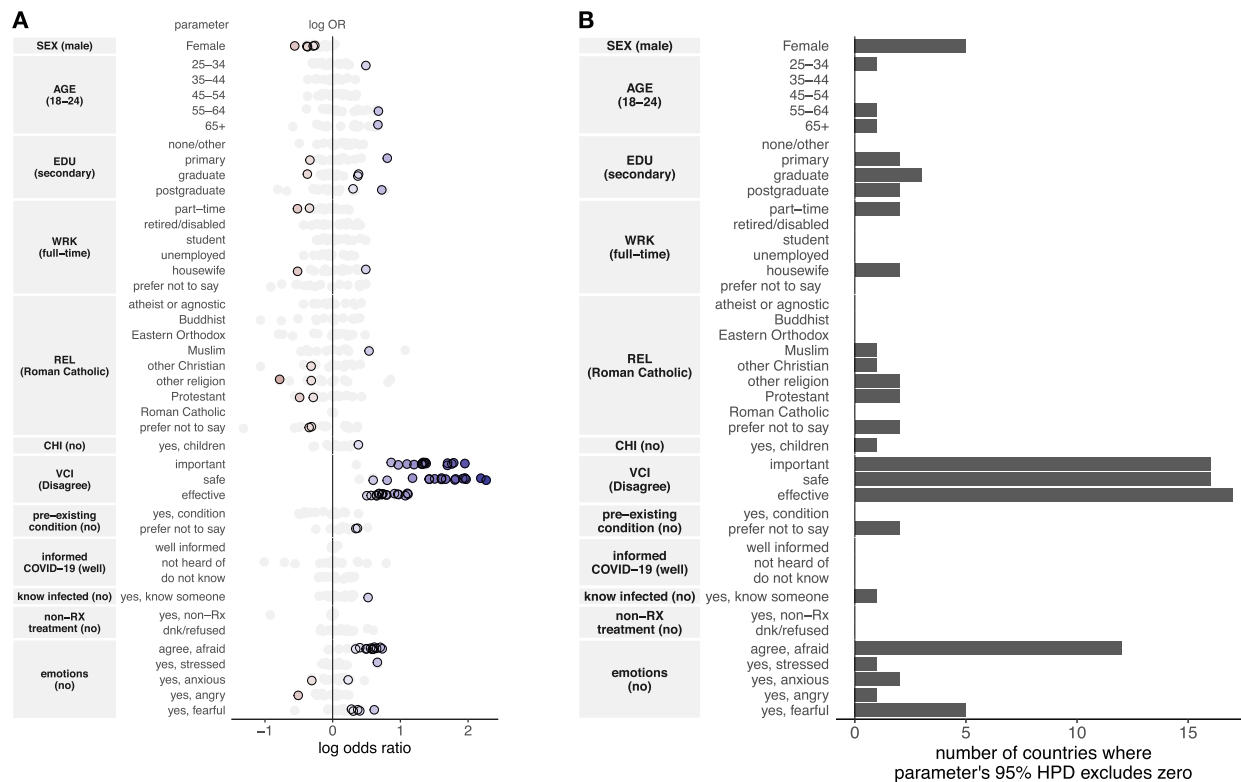 A
parameter log OR
SEX (male) Female
AGE
(18–24)
25–34
35–44
45–54
55–64
65+
EDU
(secondary)
none/other
primary
graduate
postgraduate
WRK
(full–time)
part–time
retired/disabled
student
unemployed
housewife
prefer not to say
REL
(Roman Catholic)
atheist or agnostic
Buddhist
Eastern Orthodox
Muslim
other Christian
other religion
Protestant
Roman Catholic
prefer not to say
CHI (no) yes, children
VCI
(Disagree)
important
safe
effective
pre–existing
condition (no)
yes, condition
prefer not to say
informed
COVID–19 (well)
well informed
not heard of
do not know
know infected (no) yes, know someone
non–RX
treatment (no)
yes, non–Rx
dnk/refused
emotions
(no)
agree, afraid
yes, stressed
yes, anxious
yes, angry
yes, fearful
−1 0 1 2
log odds ratio
B
SEX (male) Female
AGE
(18–24)
25–34
35–44
45–54
55–64
65+
EDU
(secondary)
none/other
primary
graduate
postgraduate
WRK
(full–time)
part–time
retired/disabled
student
unemployed
housewife
prefer not to say
REL
(Roman Catholic)
atheist or agnostic
Buddhist
Eastern Orthodox
Muslim
other Christian
other religion
Protestant
Roman Catholic
prefer not to say
CHI (no) yes, children
VCI
(Disagree)
important
safe
effective
pre–existing
condition (no)
yes, condition
prefer not to say
informed
COVID–19 (well)
well informed
not heard of
do not know
know infected (no) yes, know someone
non–RX
treatment (no)
yes, non–Rx
dnk/refused
emotions
(no)
agree, afraid
yes, stressed
yes, anxious
yes, angry
yes, fearful
0 5 10 15
number of countries where
parameter's 95% HPD excludes zero